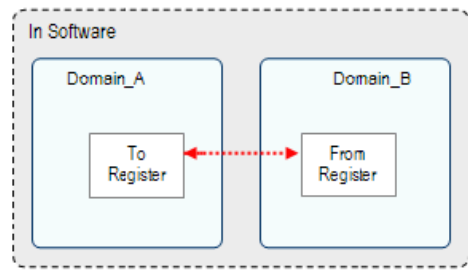 In Software
Domain_A
Domain_B
To
Register
From
Register